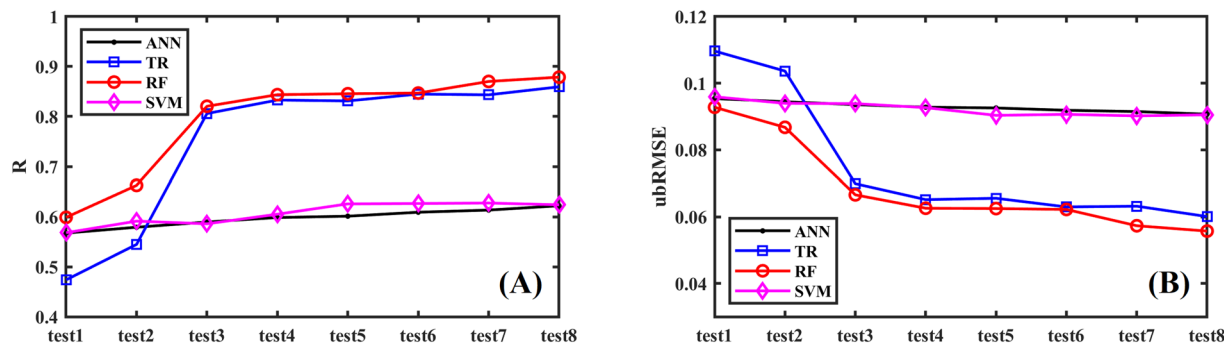 1
0.9
0.8
0.7
0.6
0.5
0.4
R
ANN
TR
RF
SVM
(A)
test1 test2 test3 test4 test5 test6 test7 test8
0.12
0.1
0.08
0.06
0.04
ubRMSE
ANN
TR
RF
SVM
(B)
test1 test2 test3 test4 test5 test6 test7 test8